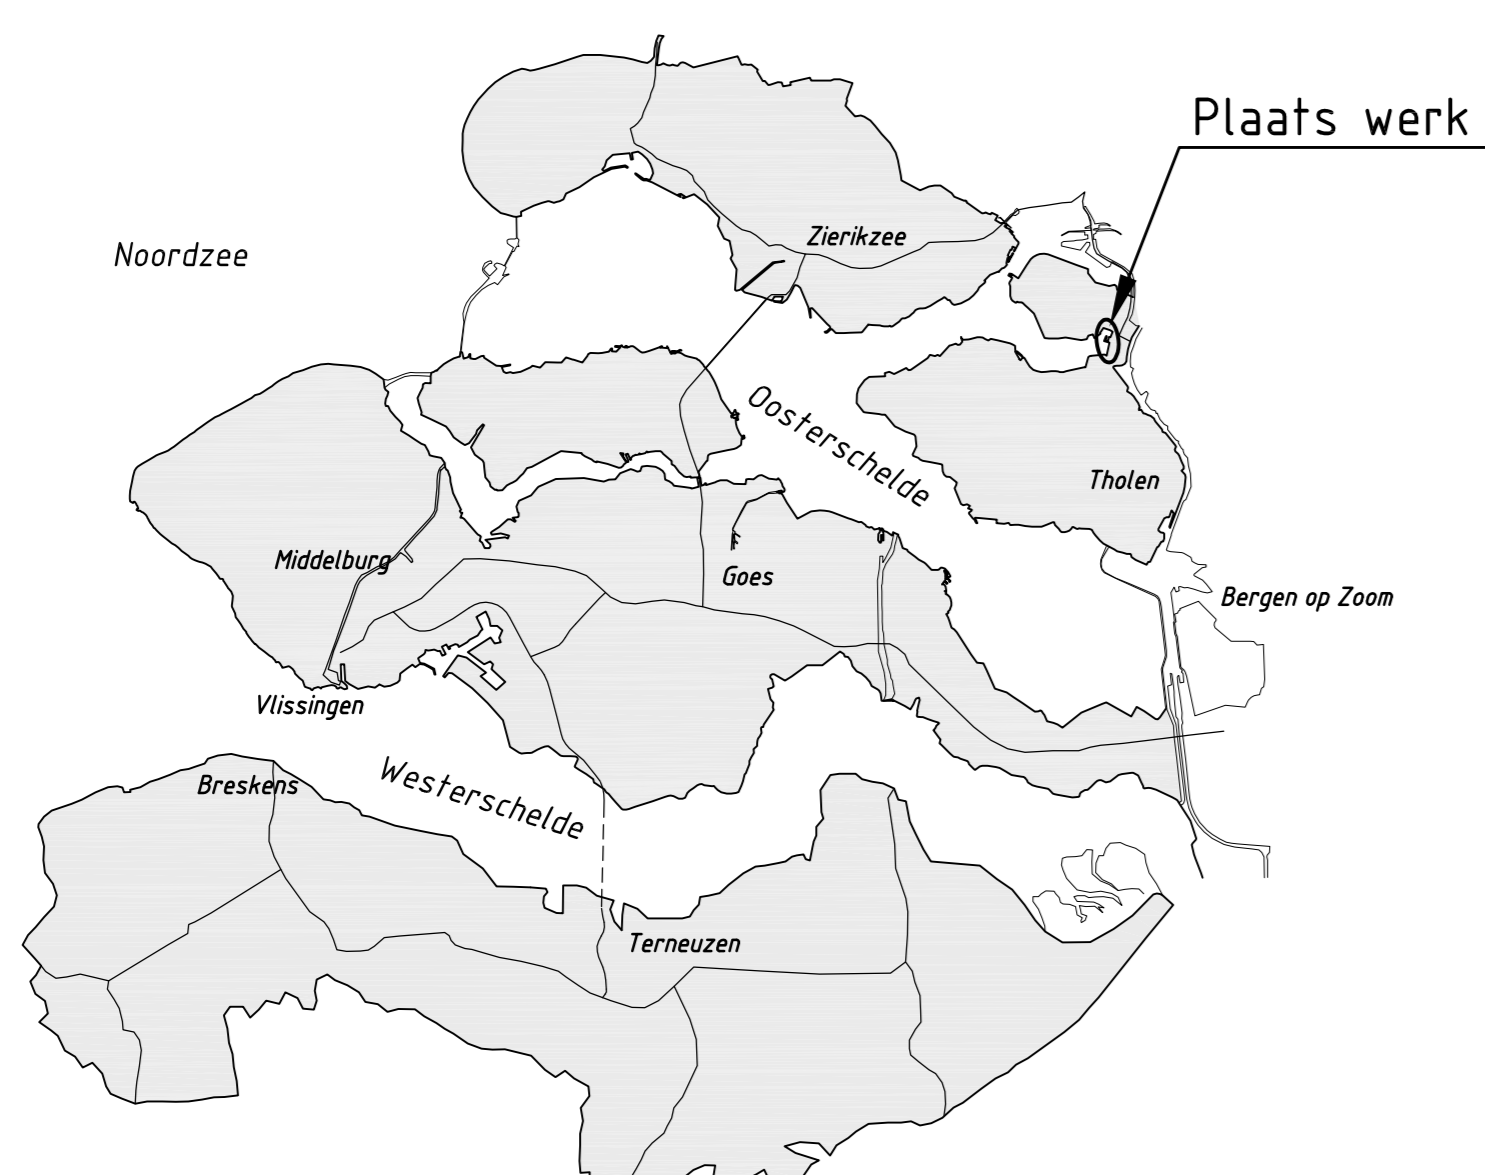 Plaats werk
Noordzee
Zierikzee
Oosterschelde
Tholen
Middelburg
Goes
Bergen op Zoom
Vlissingen
Westerschelde
Breskens
Terneuzen